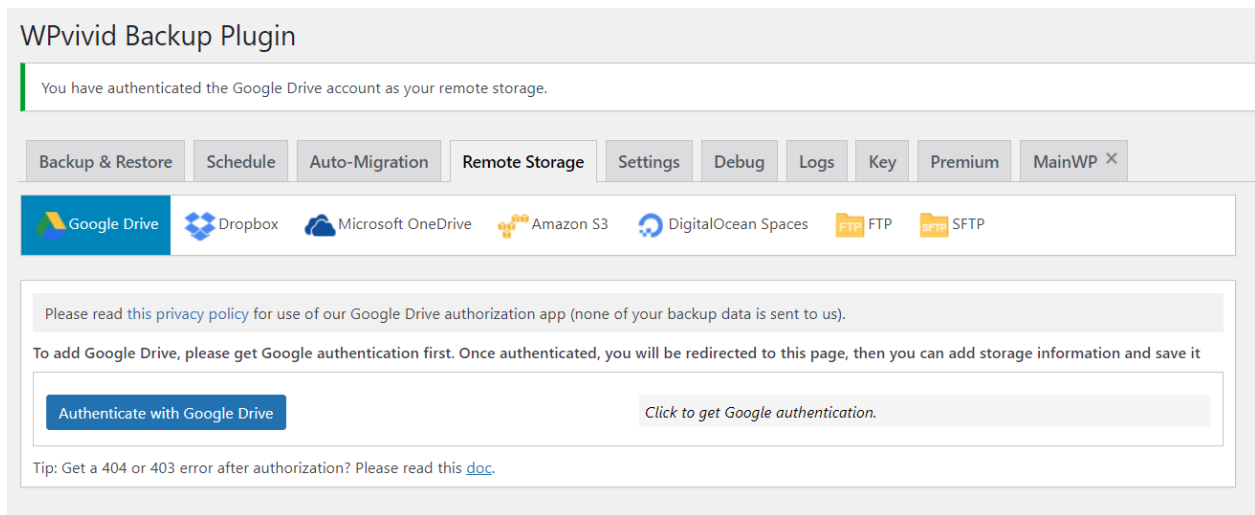 WPvivid Backup Plugin
You have authenticated the Google Drive account as your remote storage.
Backup & Restore Schedule Auto-Migration Remote Storage Settings Debug Logs Key Premium MainWP ×
Google Drive Dropbox Microsoft OneDrive Amazon S3 DigitalOcean Spaces FTP FTP SFTP SFTP
Please read this privacy policy for use of our Google Drive authorization app (none of your backup data is sent to us).
To add Google Drive, please get Google authentication first. Once authenticated, you will be redirected to this page, then you can add storage information and save it
Authenticate with Google Drive Click to get Google authentication.
Tip: Get a 404 or 403 error after authorization? Please read this doc.